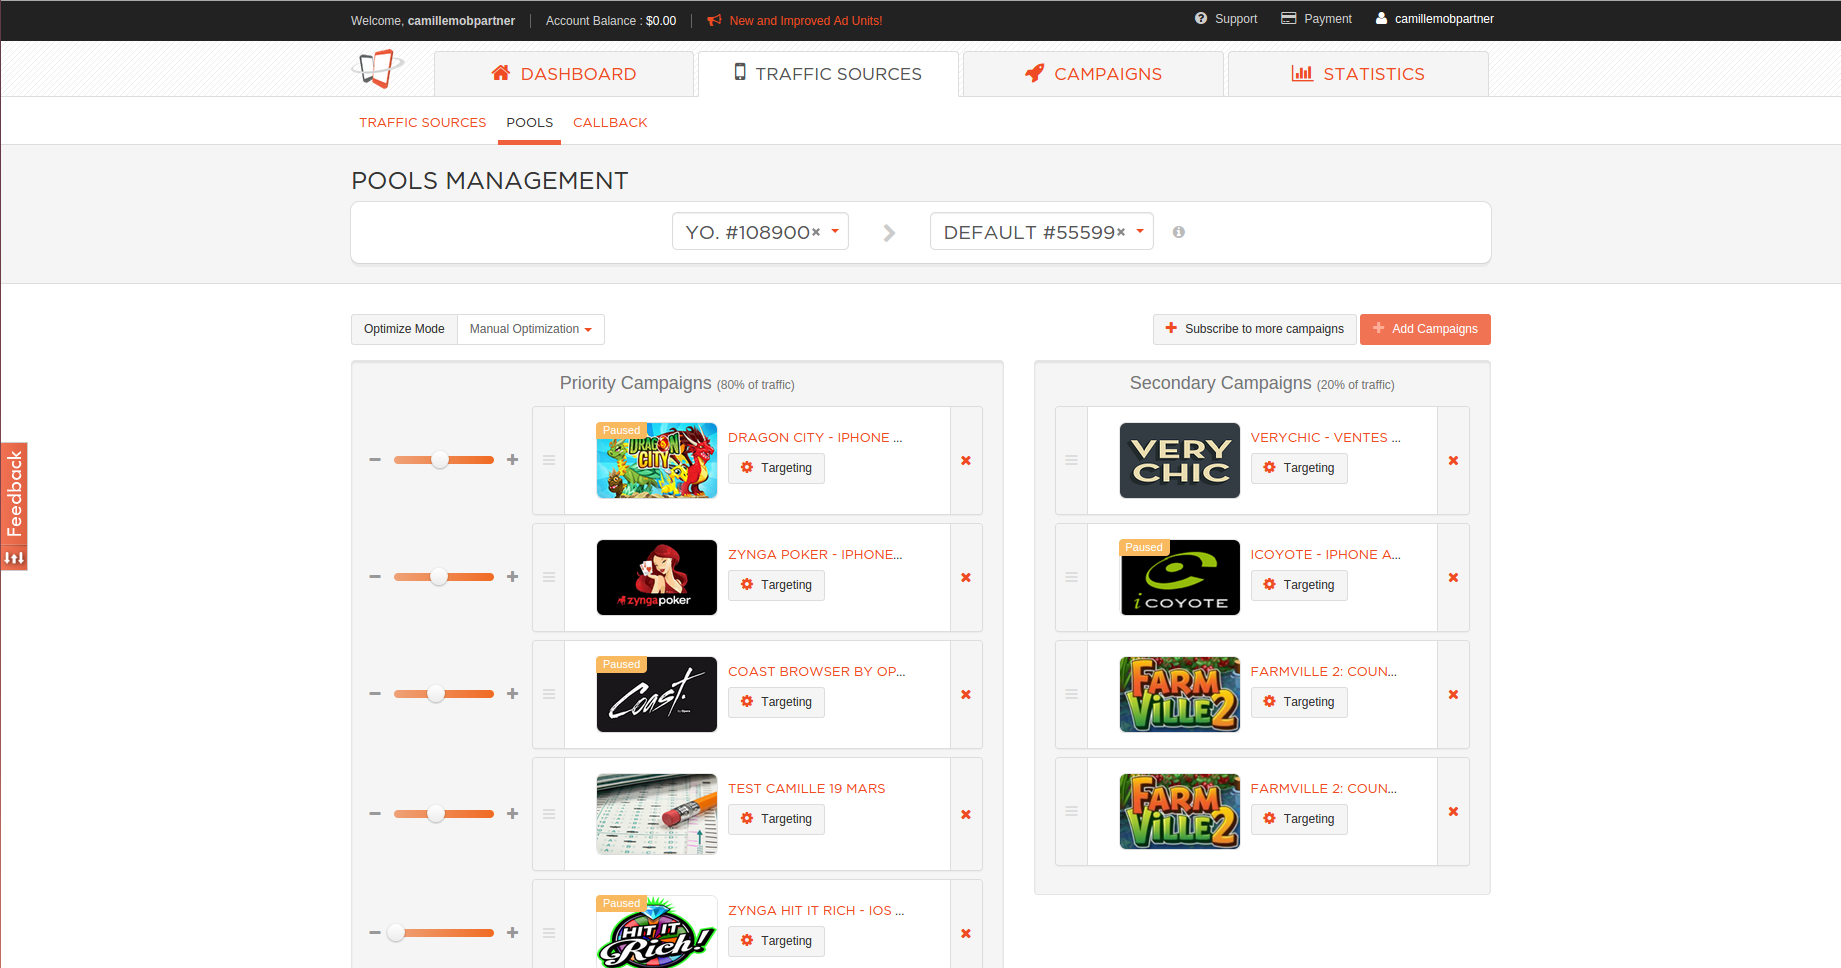 Welcome, camillemobpartner Account Balance : $0.00 New and Improved Ad Units! Support Payment camillemobpartner
DASHBOARD TRAFFIC SOURCES CAMPAIGNS STATISTICS
TRAFFIC SOURCES POOLS CALLBACK
POOLS MANAGEMENT
YO. #108900 DEFAULT #55599
Optimize Mode Manual Optimization Subscribe to more campaigns Add Campaigns
Feedback
Priority Campaigns (80% of traffic)
Paused
DRAGON CITY
DRAGON CITY - IPHONE ...
Targeting
zyngapoker
ZYNGA POKER - IPHONE...
Targeting
Paused
Coast.
COAST BROWSER BY OP...
Targeting
TEST CAMILLE 19 MARS
Targeting
Paused
HIT IT Rich!
ZYNGA HIT IT RICH - IOS ...
Targeting
Secondary Campaigns (20% of traffic)
VERY CHIC
VERYCHIC - VENTES ...
Targeting
Paused
iCOYOTE
ICOYOTE - IPHONE A...
Targeting
FARM VILLE 2
FARMVILLE 2: COUN...
Targeting
FARM VILLE 2
FARMVILLE 2: COUN...
Targeting